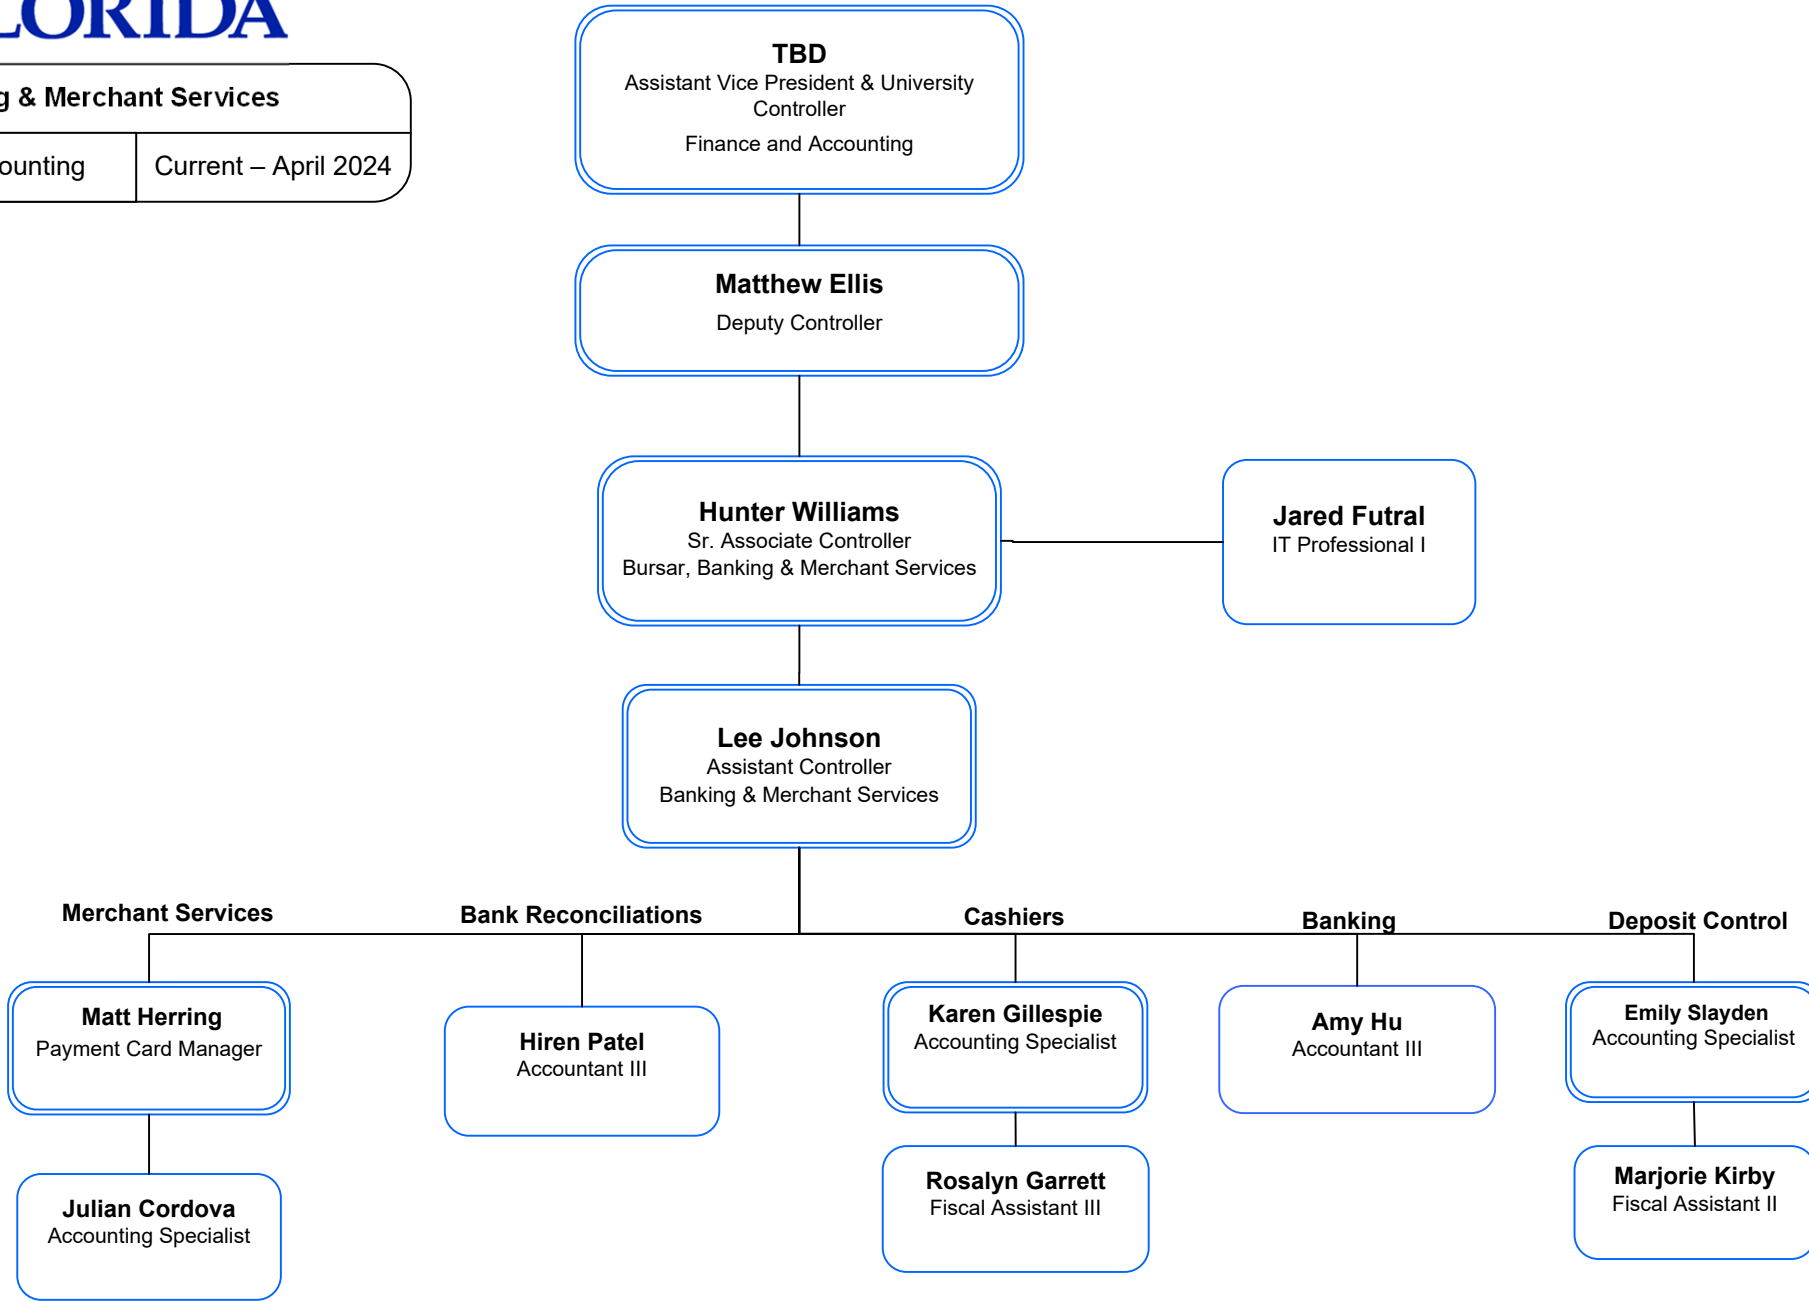 TBD
Assistant Vice President & University
Controller
Finance and Accounting
& Merchant Services
Current – April 2024
Matthew Ellis
Deputy Controller
Hunter Williams
Sr. Associate Controller
Bursar, Banking & Merchant Services
Jared Futral
IT Professional I
Lee Johnson
Assistant Controller
Banking & Merchant Services
Merchant Services
Bank Reconciliations
Cashiers
Banking
Deposit Control
Matt Herring
Payment Card Manager
Hiren Patel
Accountant III
Karen Gillespie
Accounting Specialist
Amy Hu
Accountant III
Emily Slayden
Accounting Specialist
Julian Cordova
Accounting Specialist
Rosalyn Garrett
Fiscal Assistant III
Marjorie Kirby
Fiscal Assistant II